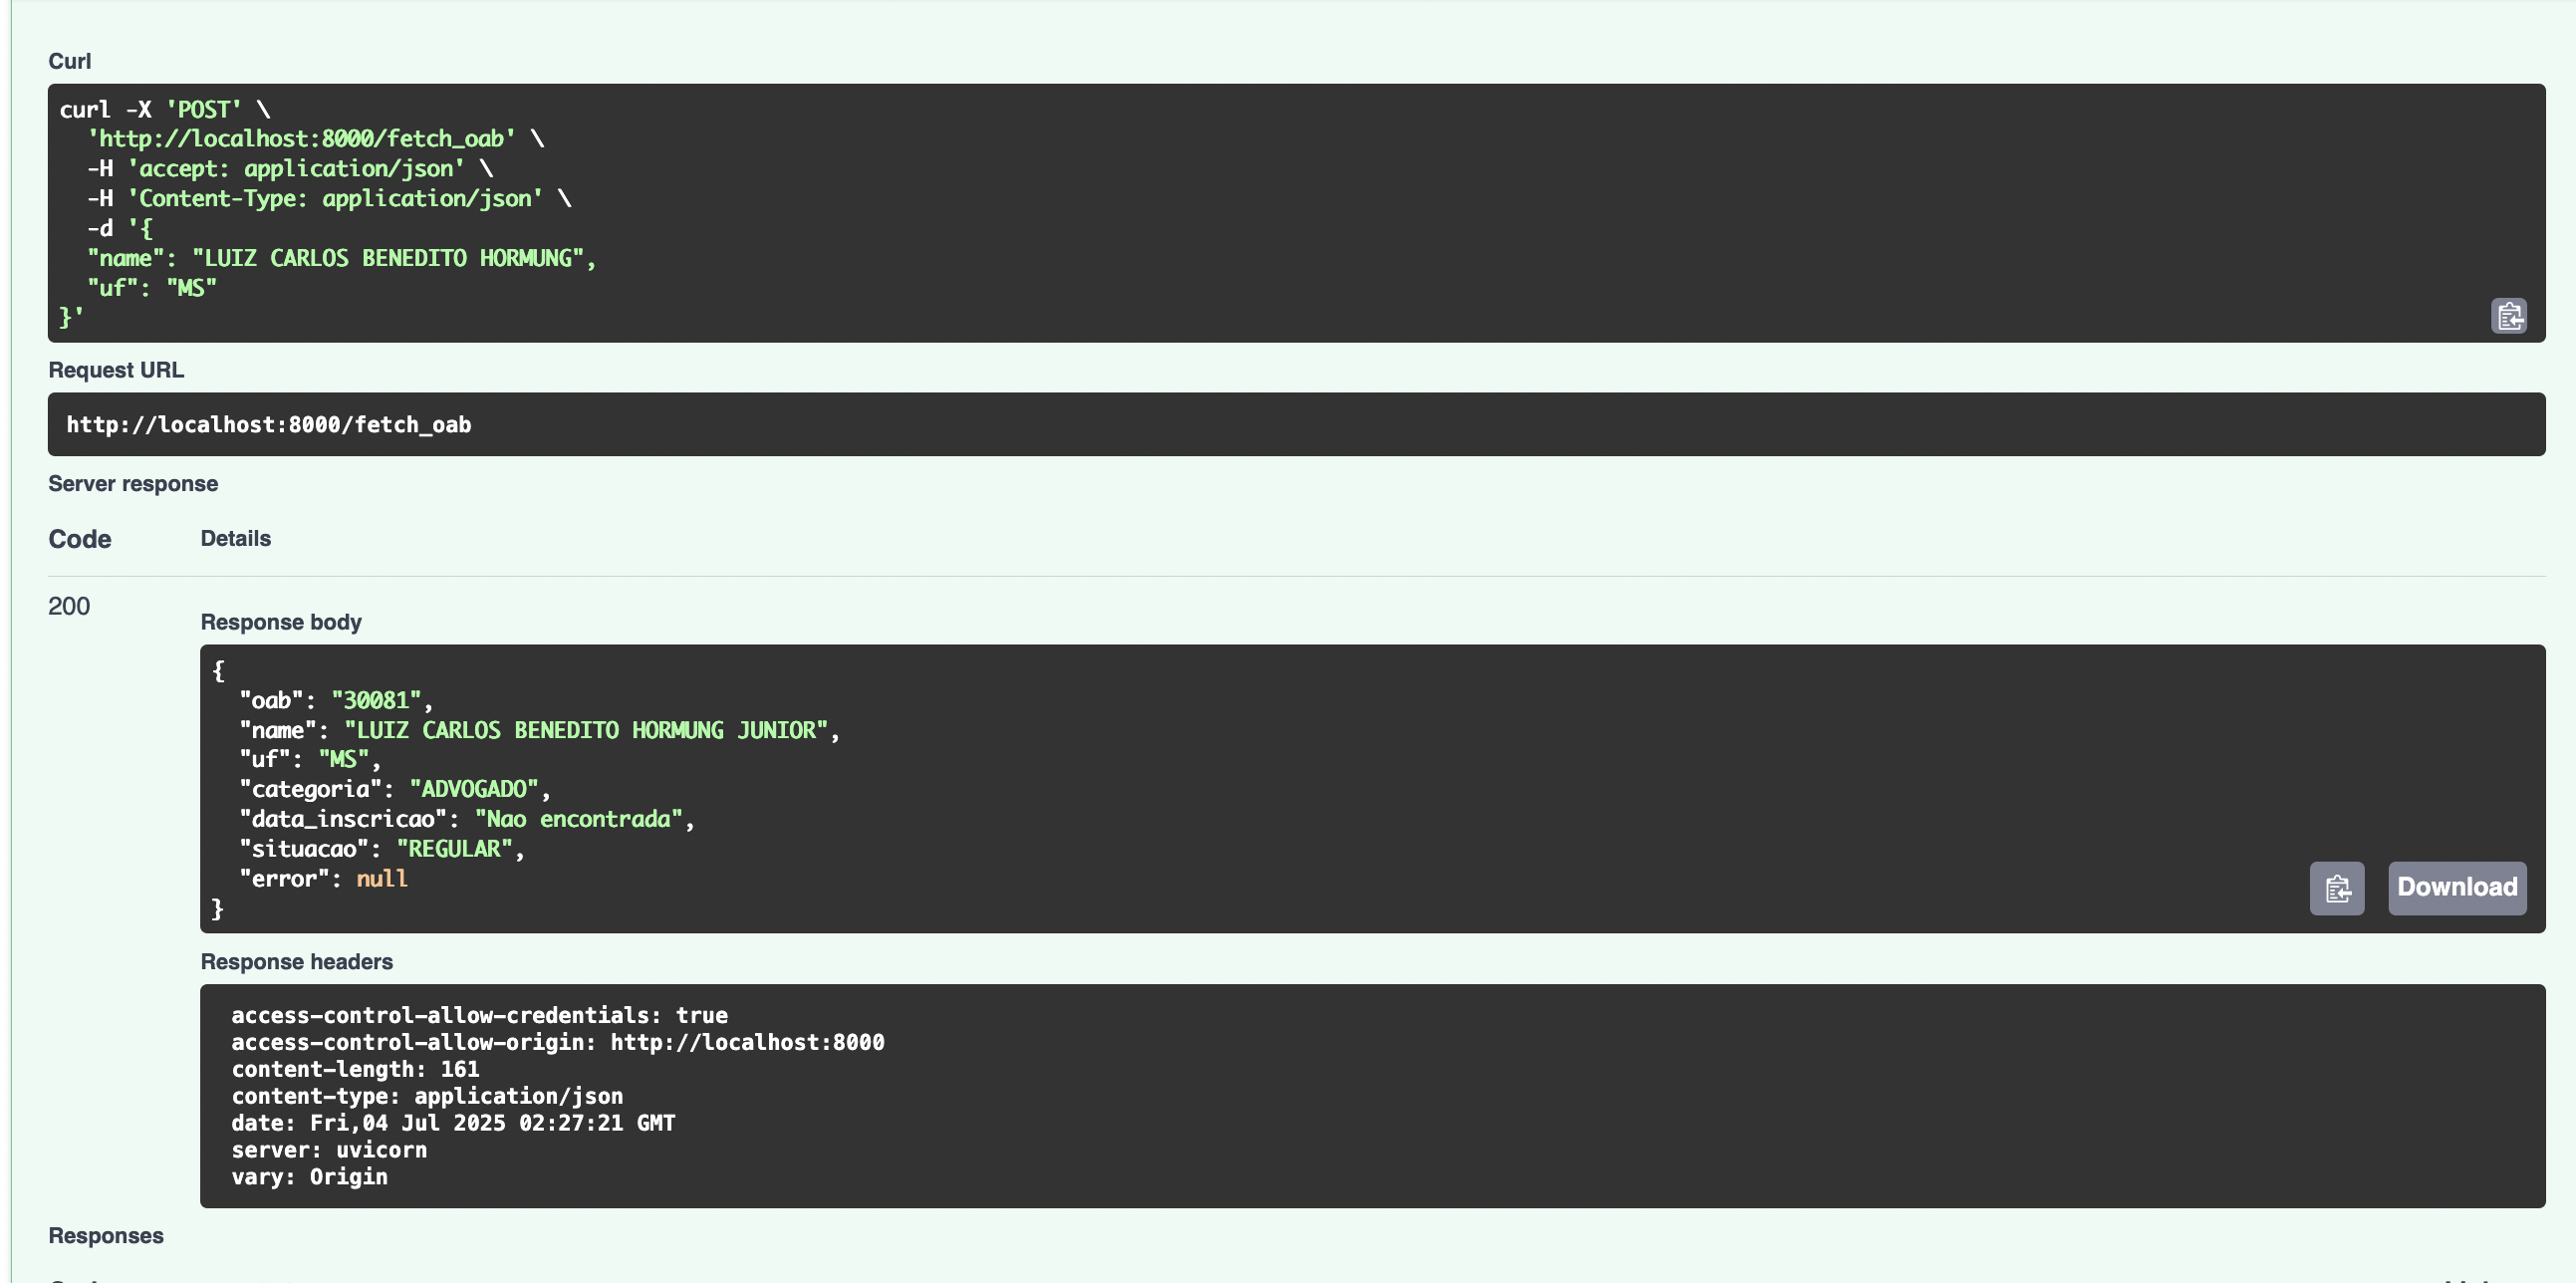 Curl
curl -X 'POST' \
  'http://localhost:8000/fetch_oab' \
  -H 'accept: application/json' \
  -H 'Content-Type: application/json' \
  -d '{
  "name": "LUIZ CARLOS BENEDITO HORMUNG",
  "uf": "MS"
}'
Request URL
http://localhost:8000/fetch_oab
Server response
Code Details
200
Response body
{
  "oab": "30081",
  "name": "LUIZ CARLOS BENEDITO HORMUNG JUNIOR",
  "uf": "MS",
  "categoria": "ADVOGADO",
  "data_inscricao": "Nao encontrada",
  "situacao": "REGULAR",
  "error": null
}
Download
Response headers
access-control-allow-credentials: true
access-control-allow-origin: http://localhost:8000
content-length: 161
content-type: application/json
date: Fri,04 Jul 2025 02:27:21 GMT
server: uvicorn
vary: Origin
Responses